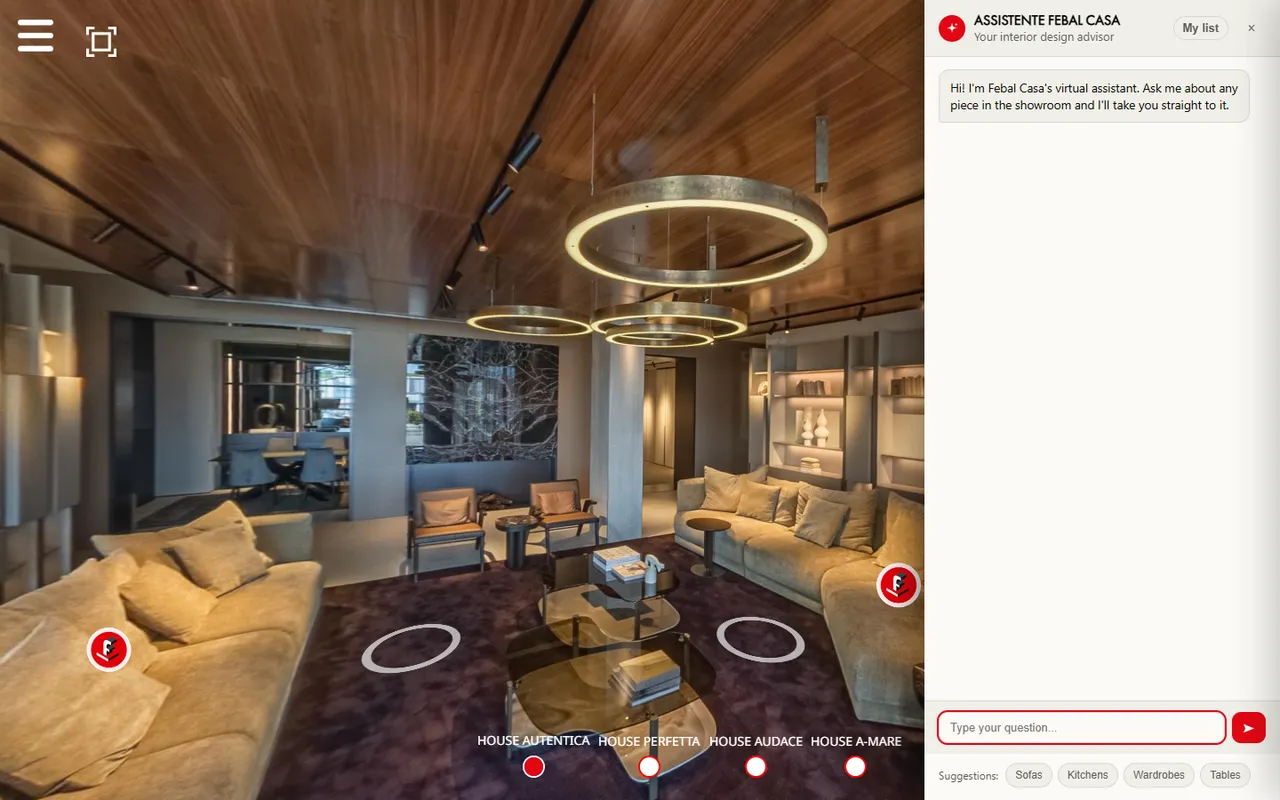 ASSISTENTE FEBAL CASA
Your interior design advisor
My list
×
Hi! I'm Febal Casa's virtual assistant. Ask me about any
piece in the showroom and I'll take you straight to it.
HOUSE AUTENTICA
HOUSE PERFETTA
HOUSE AUDACE
HOUSE A-MARE
Type your question...
Suggestions:
Sofas
Kitchens
Wardrobes
Tables